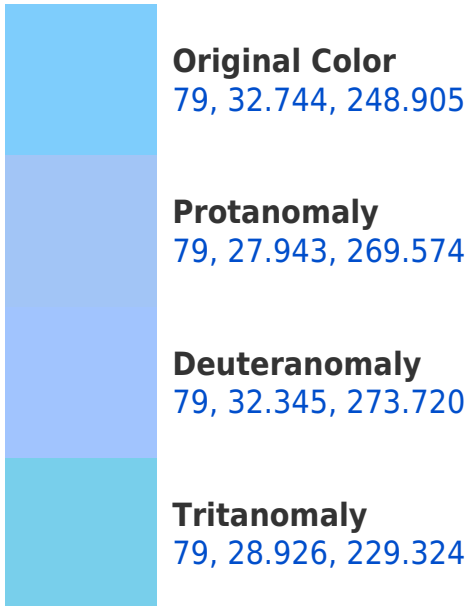 Original Color
79, 32.744, 248.905
Protanomaly
79, 27.943, 269.574
Deuteranomaly
79, 32.345, 273.720
Tritanomaly
79, 28.926, 229.324